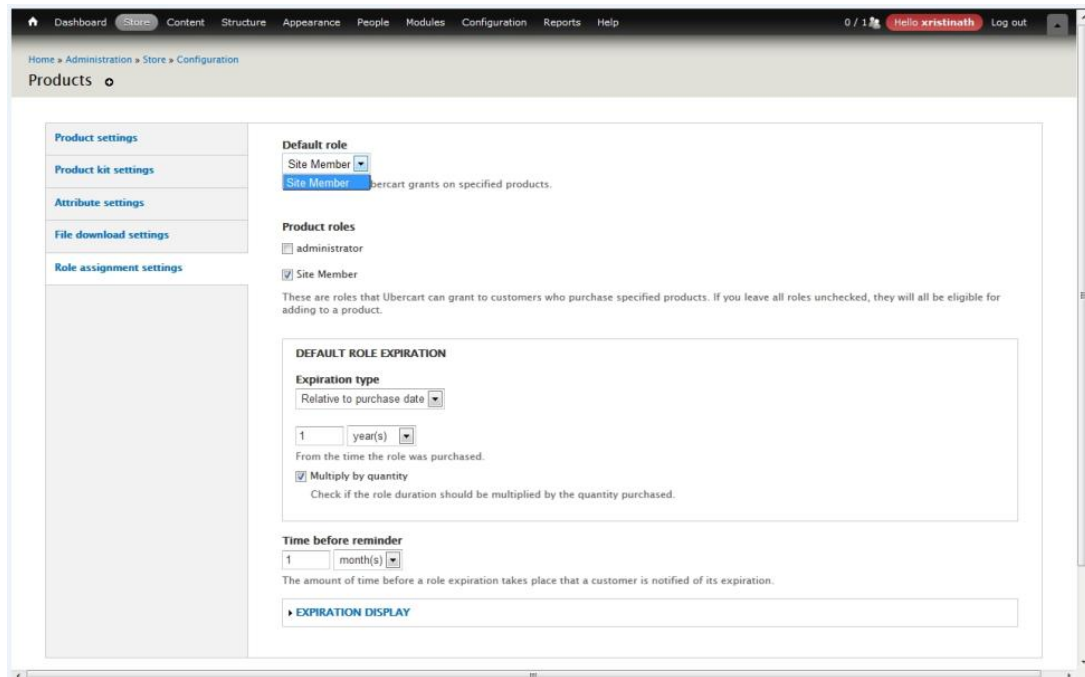 Dashboard Store Content Structure Appearance People Modules Configuration Reports Help 0 / 1 Hello xristinath Log out
Home » Administration » Store » Configuration
Products
Product settings
Product kit settings
Attribute settings
File download settings
Role assignment settings
Default role
Site Member
Site Member bercart grants on specified products.
Product roles
administrator
Site Member
These are roles that Ubercart can grant to customers who purchase specified products. If you leave all roles unchecked, they will all be eligible for
adding to a product.
DEFAULT ROLE EXPIRATION
Expiration type
Relative to purchase date
1 year(s)
From the time the role was purchased.
Multiply by quantity
Check if the role duration should be multiplied by the quantity purchased.
Time before reminder
1 month(s)
The amount of time before a role expiration takes place that a customer is notified of its expiration.
EXPIRATION DISPLAY